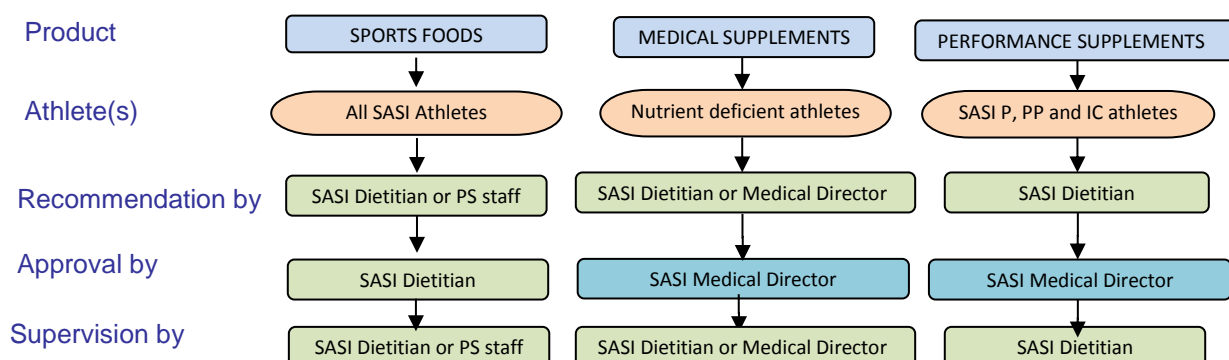 Product
SPORTS FOODS
MEDICAL SUPPLEMENTS
PERFORMANCE SUPPLEMENTS
Athlete(s)
All SASI Athletes
Nutrient deficient athletes
SASI P, PP and IC athletes
Recommendation by
SASI Dietitian or PS staff
SASI Dietitian or Medical Director
SASI Dietitian
Approval by
SASI Dietitian
SASI Medical Director
SASI Medical Director
Supervision by
SASI Dietitian or PS staff
SASI Dietitian or Medical Director
SASI Dietitian